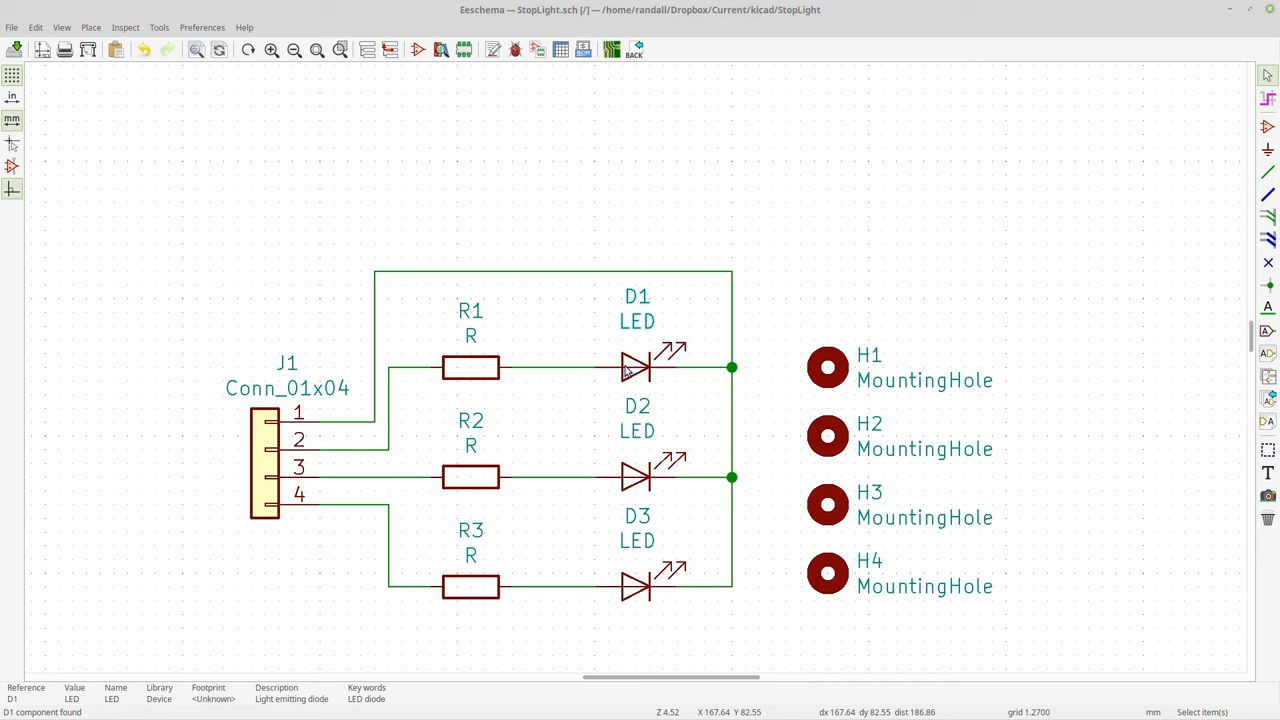 Eeschema — StopLight.sch [/] — /home/randall/Dropbox/Current/kicad/StopLight
File Edit View Place Inspect Tools Preferences Help
BACK
in
mm
D1
LED
R1
R
H1
MountingHole
J1
Conn_01x04
D2
LED
R2
R
1
2
3
4
H2
MountingHole
H3
MountingHole
D3
LED
R3
R
H4
MountingHole
A
A
A
DA
T
Reference Value Name Library Footprint Description Key words
D1 LED LED Device <Unknown> Light emitting diode LED diode
D1 component found Z 4.52 X 167.64 Y 82.55 dx 167.64 dy 82.55 dist 186.86 grid 1.2700 mm Select item(s)